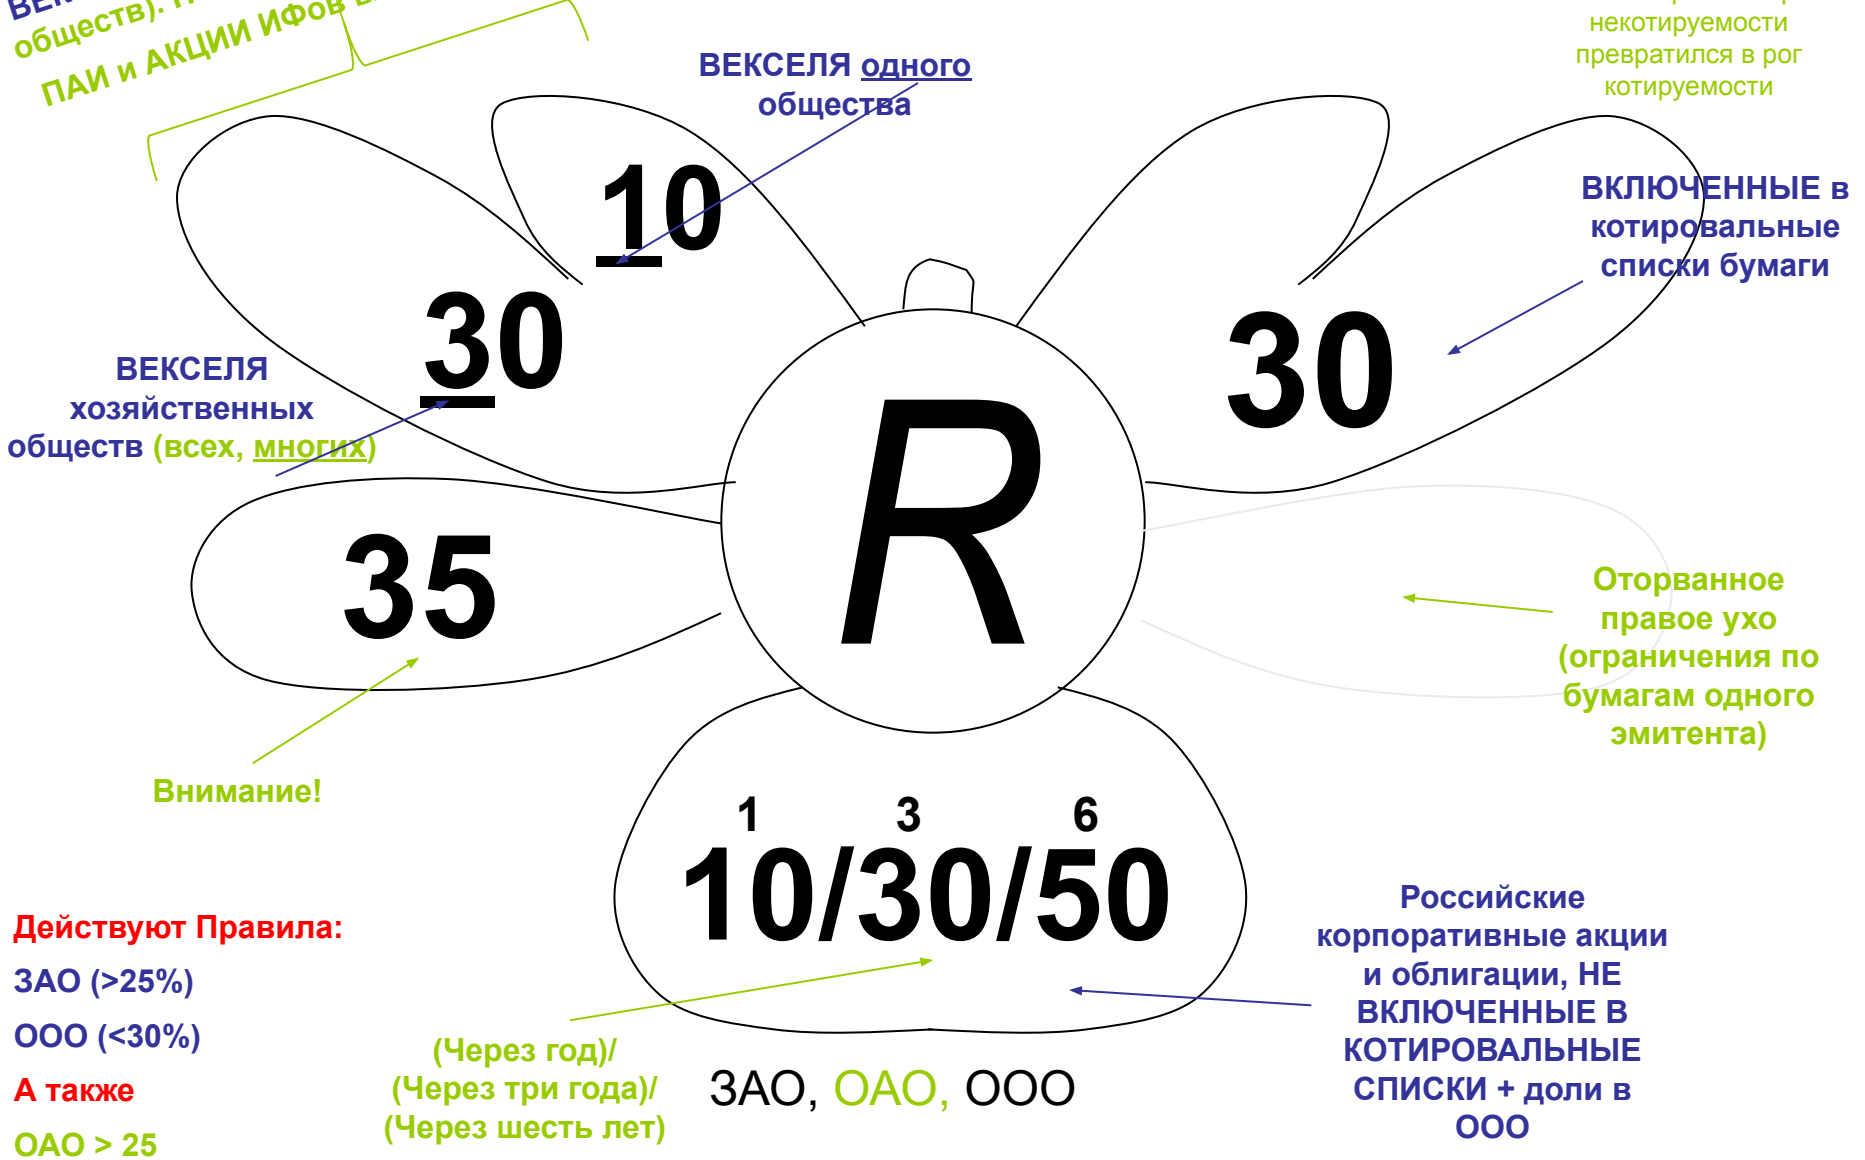 обществ).
ПАИ и АКЦИИ ИФов
некотируемости
превратился в рог
котируемости
ВЕКСЕЛЯ одного
общества
ВКЛЮЧЕННЫЕ в
котировальные
списки бумаги
10
30
30
ВЕКСЕЛЯ
хозяйственных
обществ (всех, многих)
R
35
Оторванное
правое ухо
(ограничения по
бумагам одного
эмитента)
Внимание!
1 3 6
10/30/50
Действуют Правила:
ЗАО (>25%)
ООО (<30%)
А также
ОАО > 25
(Через год)/
(Через три года)/
(Через шесть лет)
ЗАО, ОАО, ООО
Российские
корпоративные акции
и облигации, НЕ
ВКЛЮЧЕННЫЕ В
КОТИРОВАЛЬНЫЕ
СПИСКИ + доли в
ООО